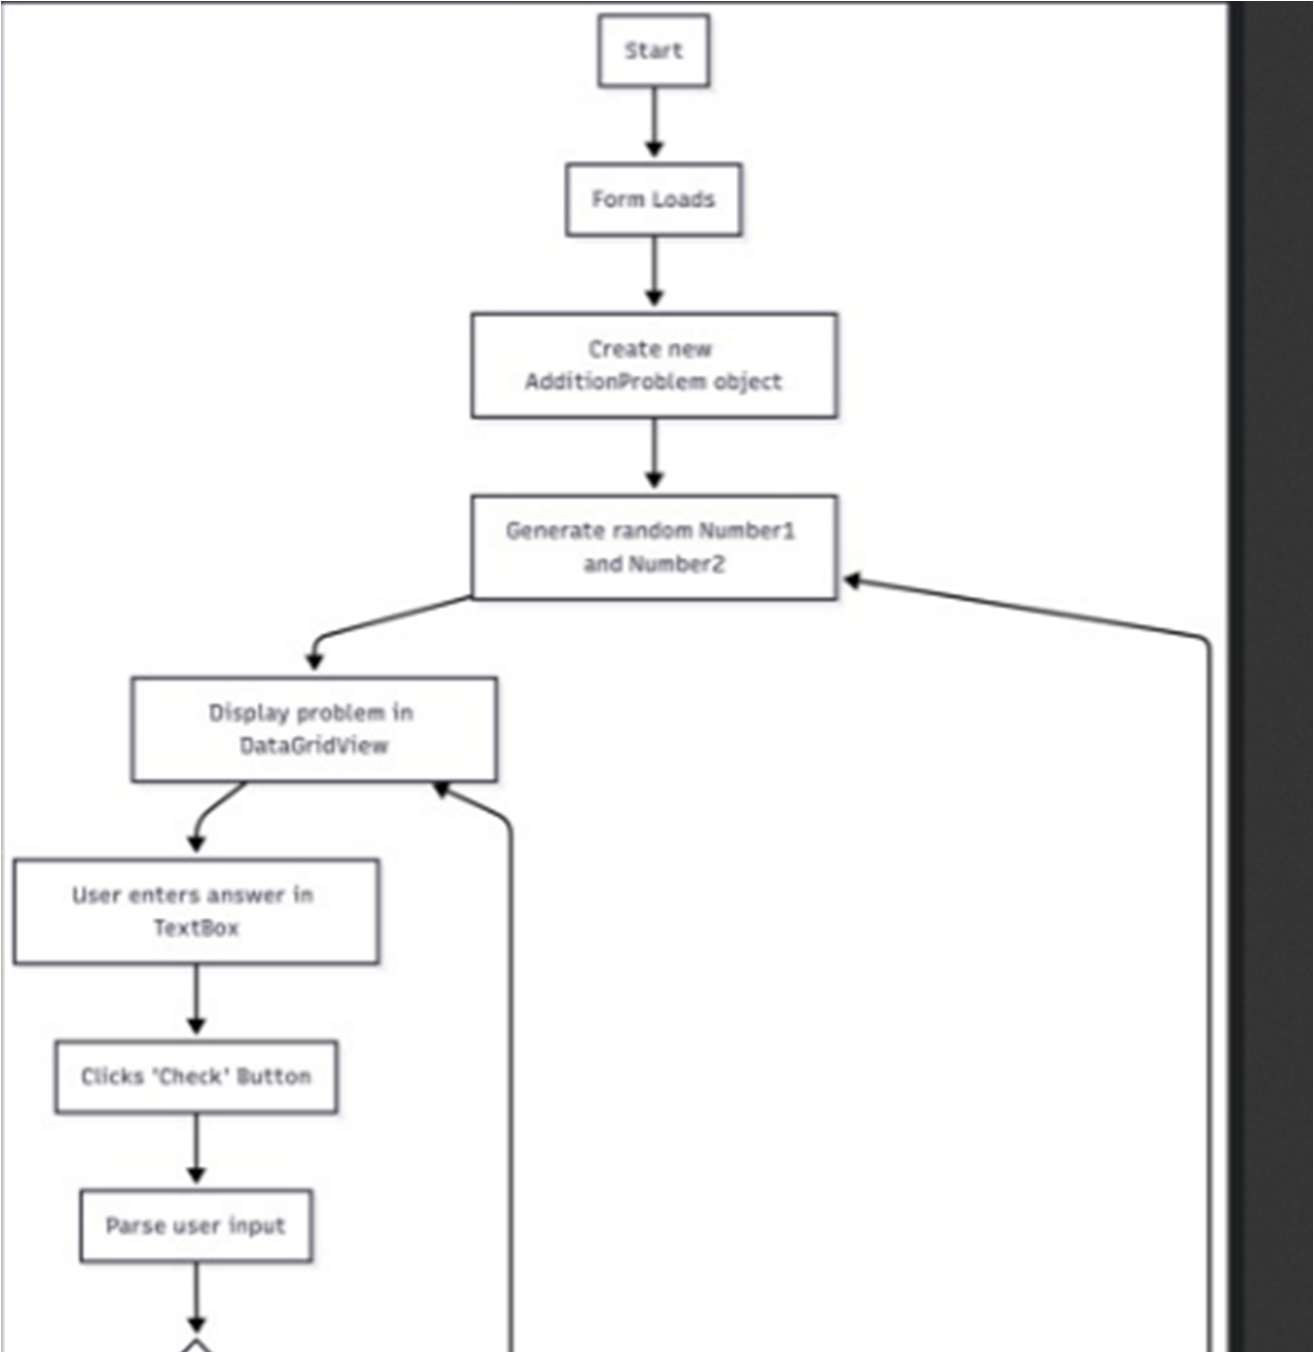 Start
Form Loads
Create new
AdditionProblem object
Generate random Number1
and Number2
Display problem in
DataGridView
User enters answer in
TextBox
Clicks 'Check' Button
Parse user input